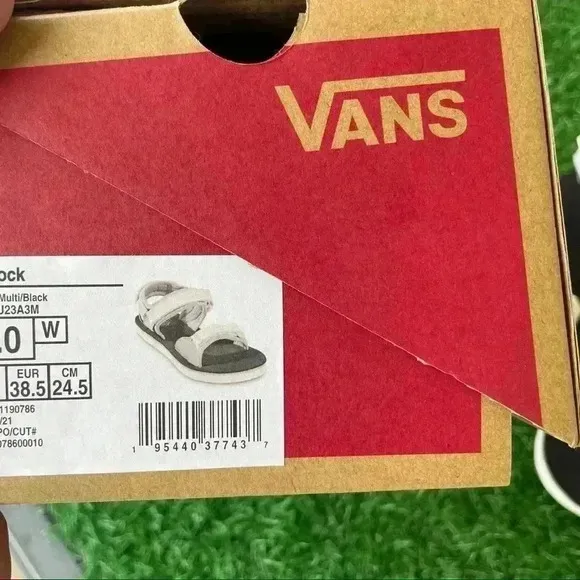 VANS
ock
Multi/Black
J23A3M
.0 W
EUR CM
38.5 24.5
1190786
/21
PO/CUT#
078600010
1 95440 37743 7